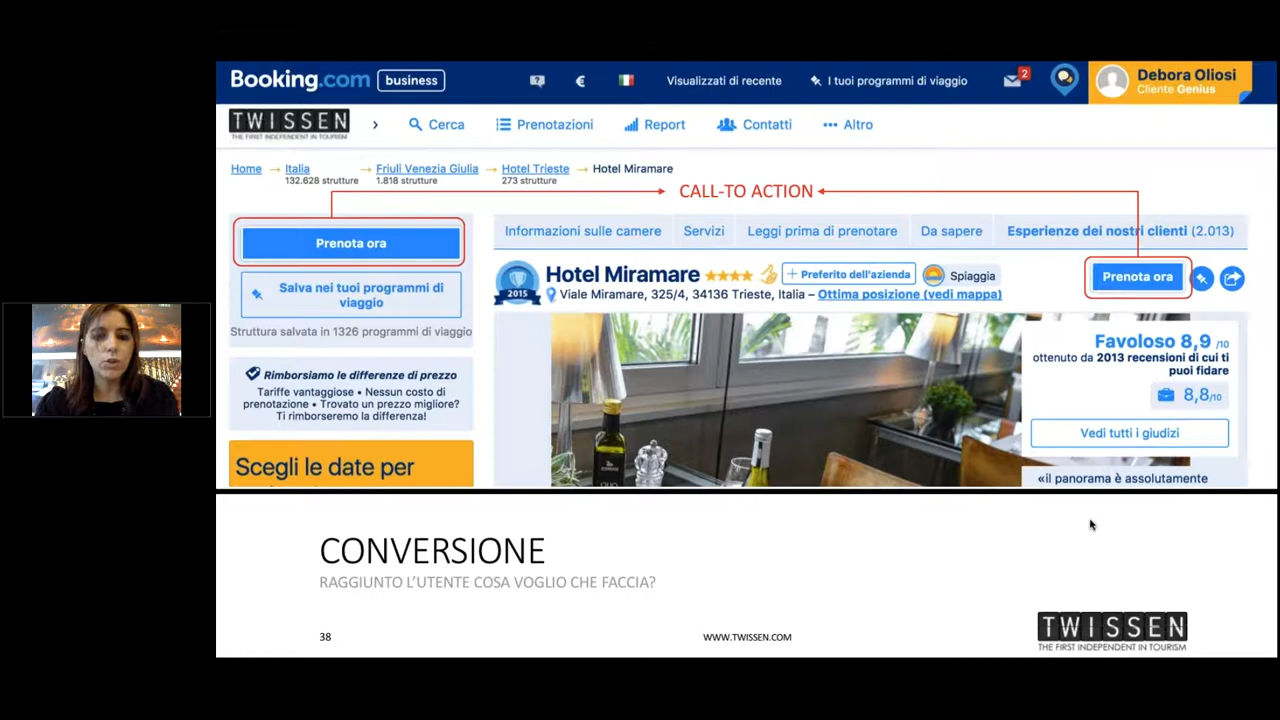 Booking.com business
€
Visualizzati di recente
I tuoi programmi di viaggio
2
Debora Oliosi
Cliente Genius
TWISSEN
THE FIRST INDEPENDENT IN TOURISM
Cerca
Prenotazioni
Report
Contatti
Altro
Home → Italia → Friuli Venezia Giulia → Hotel Trieste → Hotel Miramare
132.628 strutture 1.818 strutture 273 strutture
CALL-TO ACTION
Prenota ora
Salva nei tuoi programmi di
viaggio
Struttura salvata in 1326 programmi di viaggio
Rimborsiamo le differenze di prezzo
Tariffe vantaggiose • Nessun costo di
prenotazione • Trovato un prezzo migliore?
Ti rimborseremo la differenza!
Scegli le date per
Informazioni sulle camere
Servizi
Leggi prima di prenotare
Da sapere
Esperienze dei nostri clienti (2.013)
2015
Hotel Miramare
+ Preferito dell'azienda
Spiaggia
Prenota ora
Viale Miramare, 325/4, 34136 Trieste, Italia – Ottima posizione (vedi mappa)
Favoloso 8,9 /10
ottenuto da 2013 recensioni di cui ti
puoi fidare
8,8/10
Vedi tutti i giudizi
«il panorama è assolutamente
CONVERSIONE
RAGGIUNTO L'UTENTE COSA VOGLIO CHE FACCIA?
38
WWW.TWISSEN.COM
TWISSEN
THE FIRST INDEPENDENT IN TOURISM